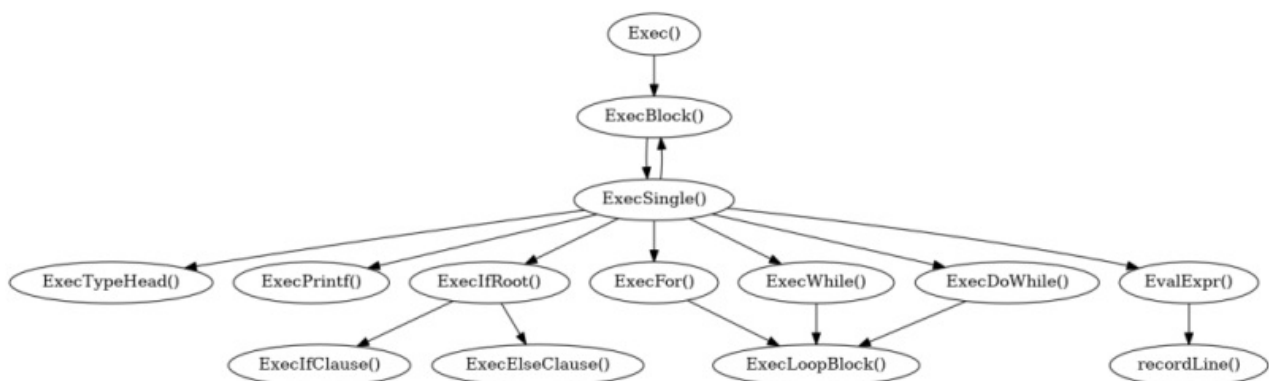 Exec()
ExecBlock()
ExecSingle()
ExecTypeHead() ExecPrintf() ExecIfRoot() ExecFor() ExecWhile() ExecDoWhile() EvalExpr()
ExecIfClause() ExecElseClause() ExecLoopBlock() recordLine()